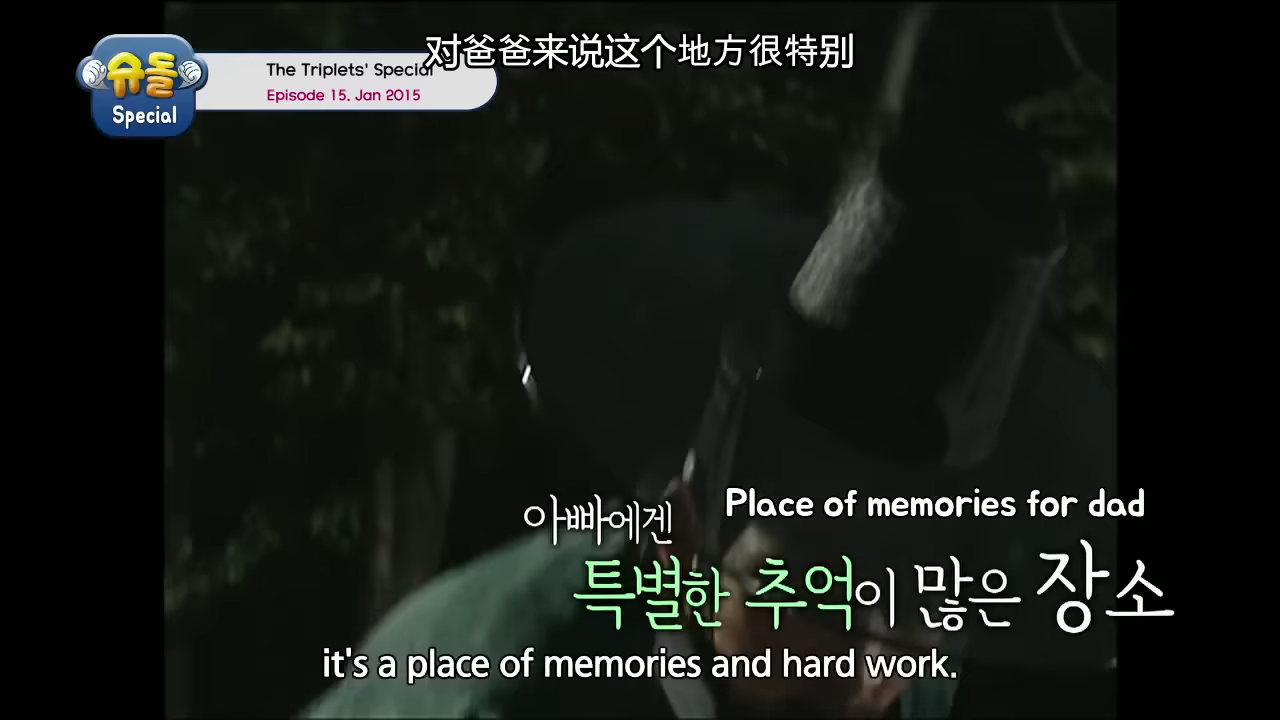 对爸爸来说这个地方很特别
슈돌
Special
The Triplets' Special
Episode 15. Jan 2015
아빠에겐
Place of memories for dad
특별한 추억이 많은 장소
it's a place of memories and hard work.